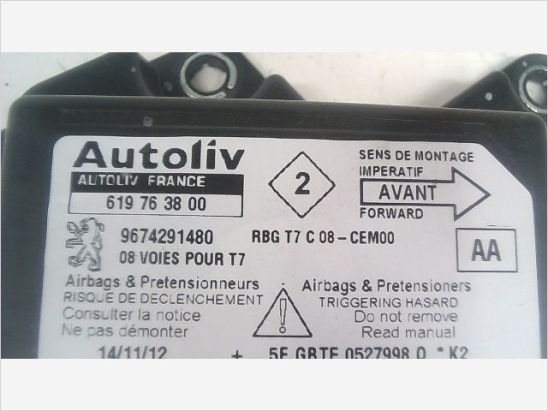 Autoliv
AUTOLIV FRANCE
619 76 38 00
2
SENS DE MONTAGE
IMPERATIF
AVANT
FORWARD
9674291480
RBG T7 C 08-CEM00
08 VOIES POUR T7
AA
Airbags & Pretensionneurs
RISQUE DE DECLENCHEMENT
Consulter la notice
Ne pas démonter
Airbags & Pretensioners
TRIGGERING HASARD
Do not remove
Read manual
14/11/12 + 5F GBTE 0527998 0 * K2